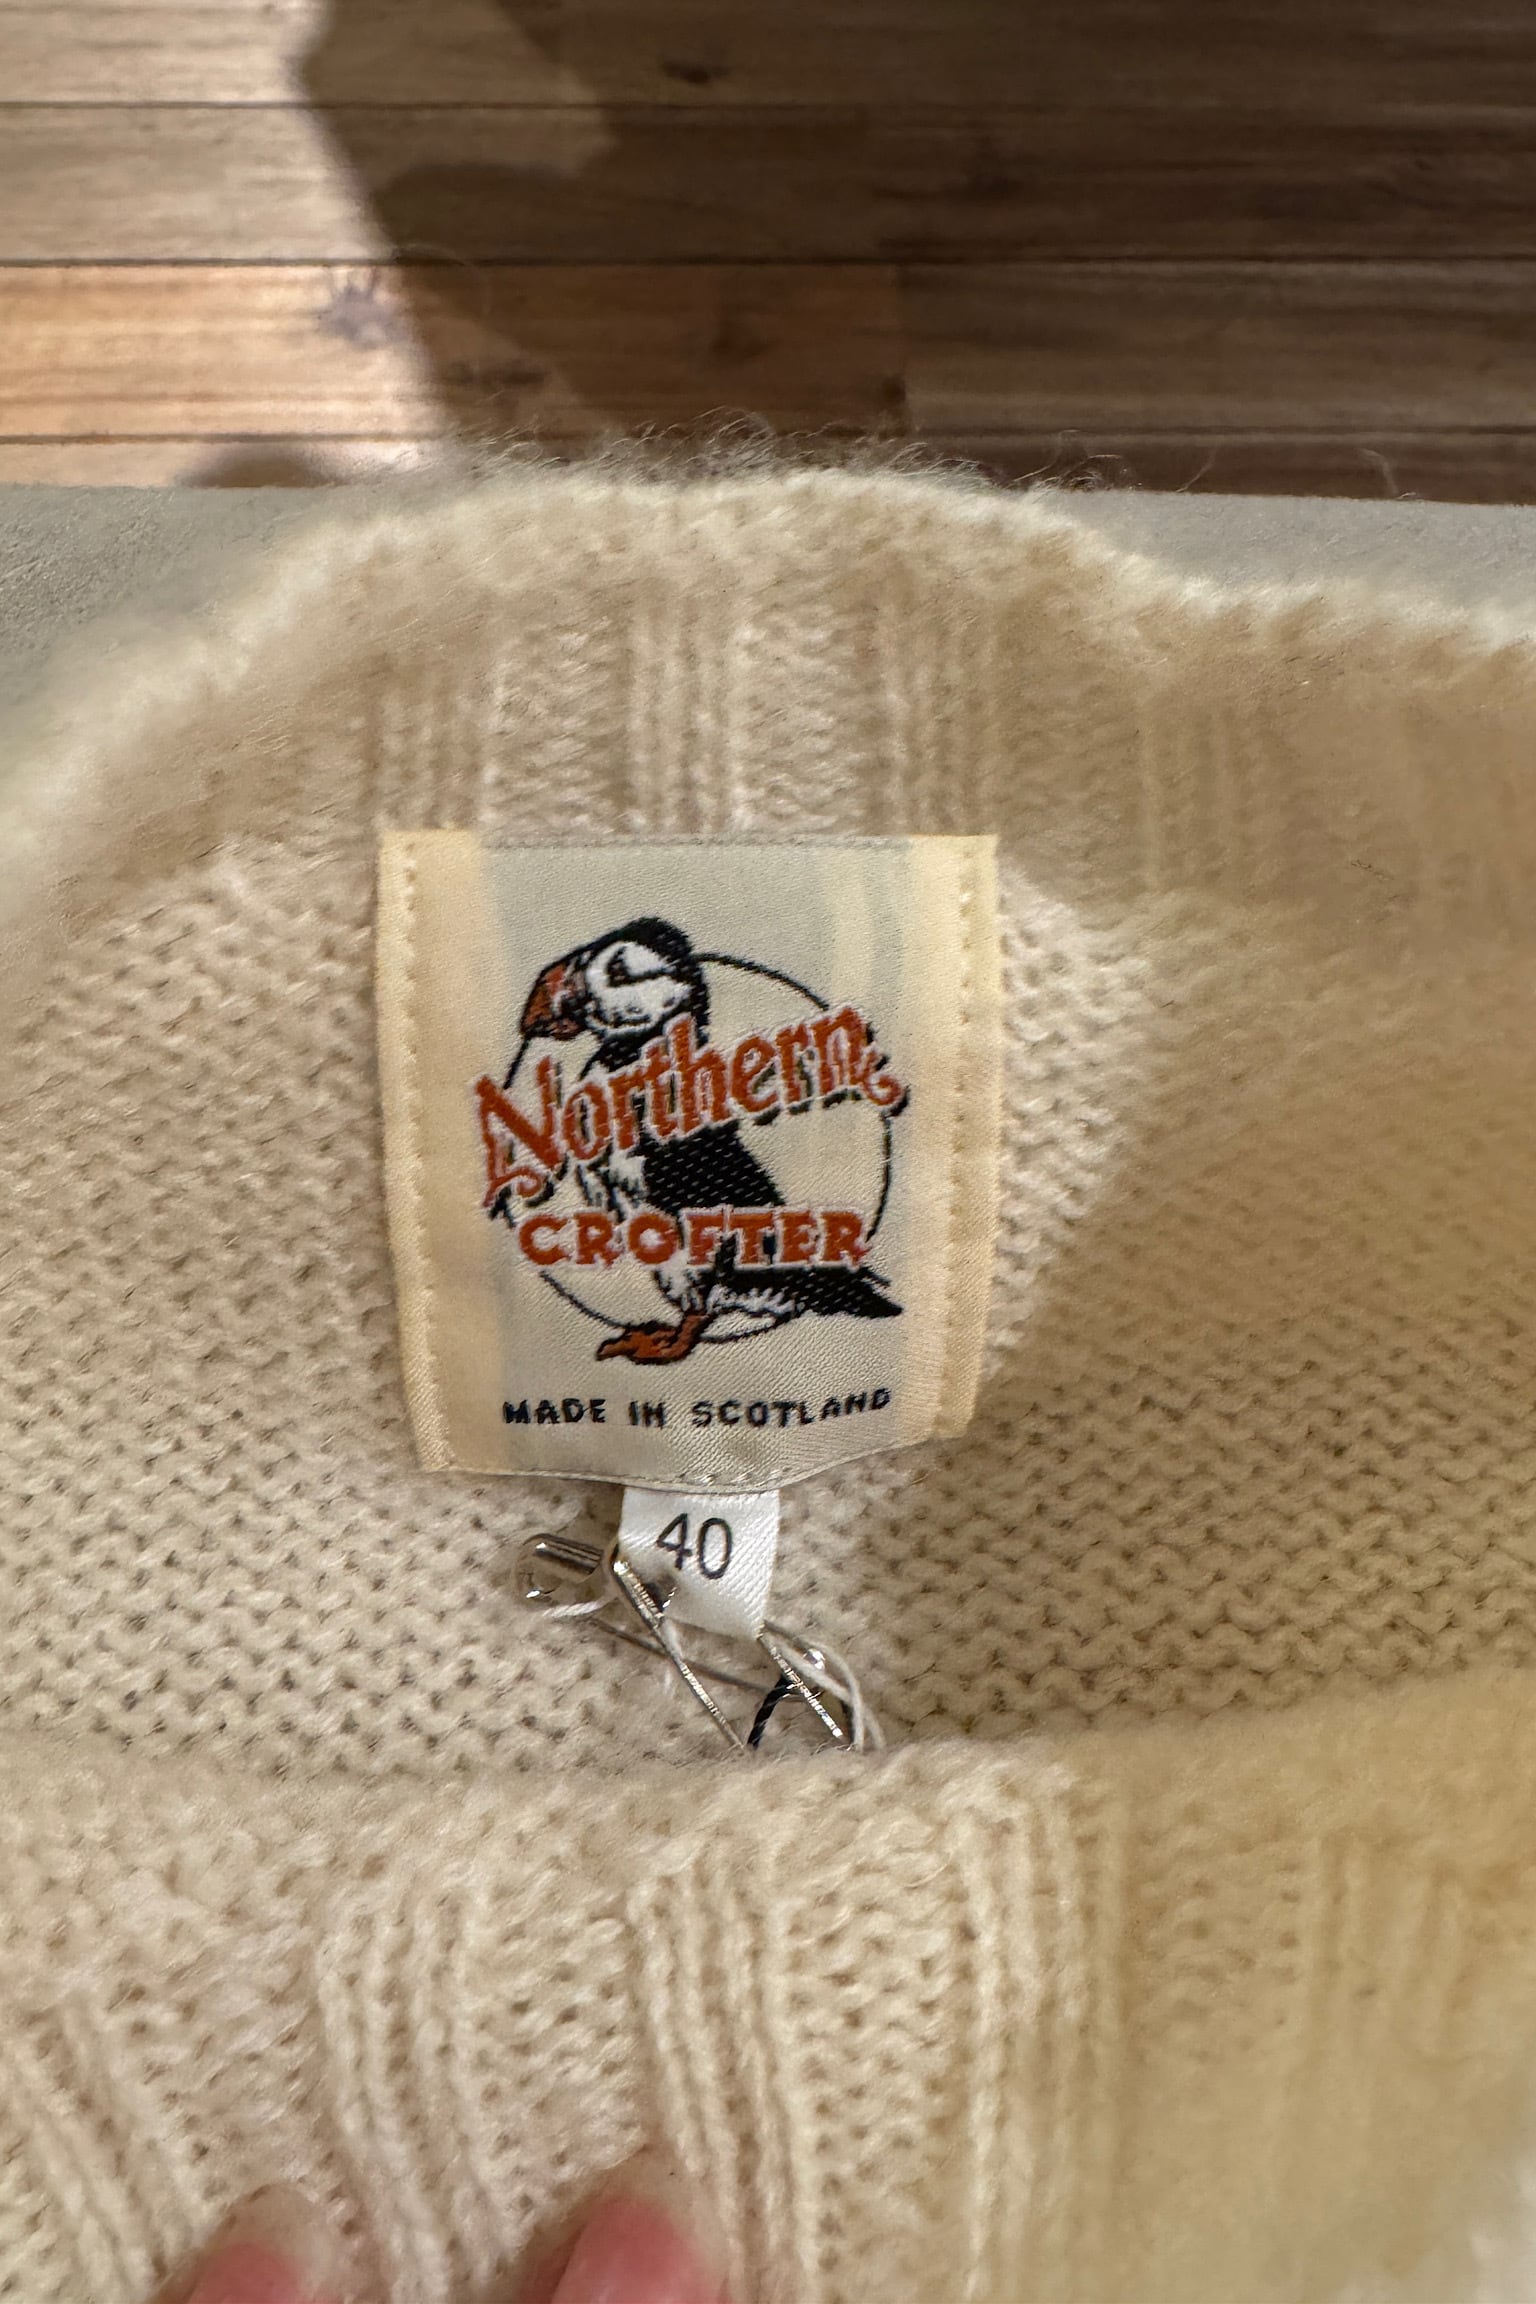 Northern
CROFTER
MADE IN SCOTLAND
40